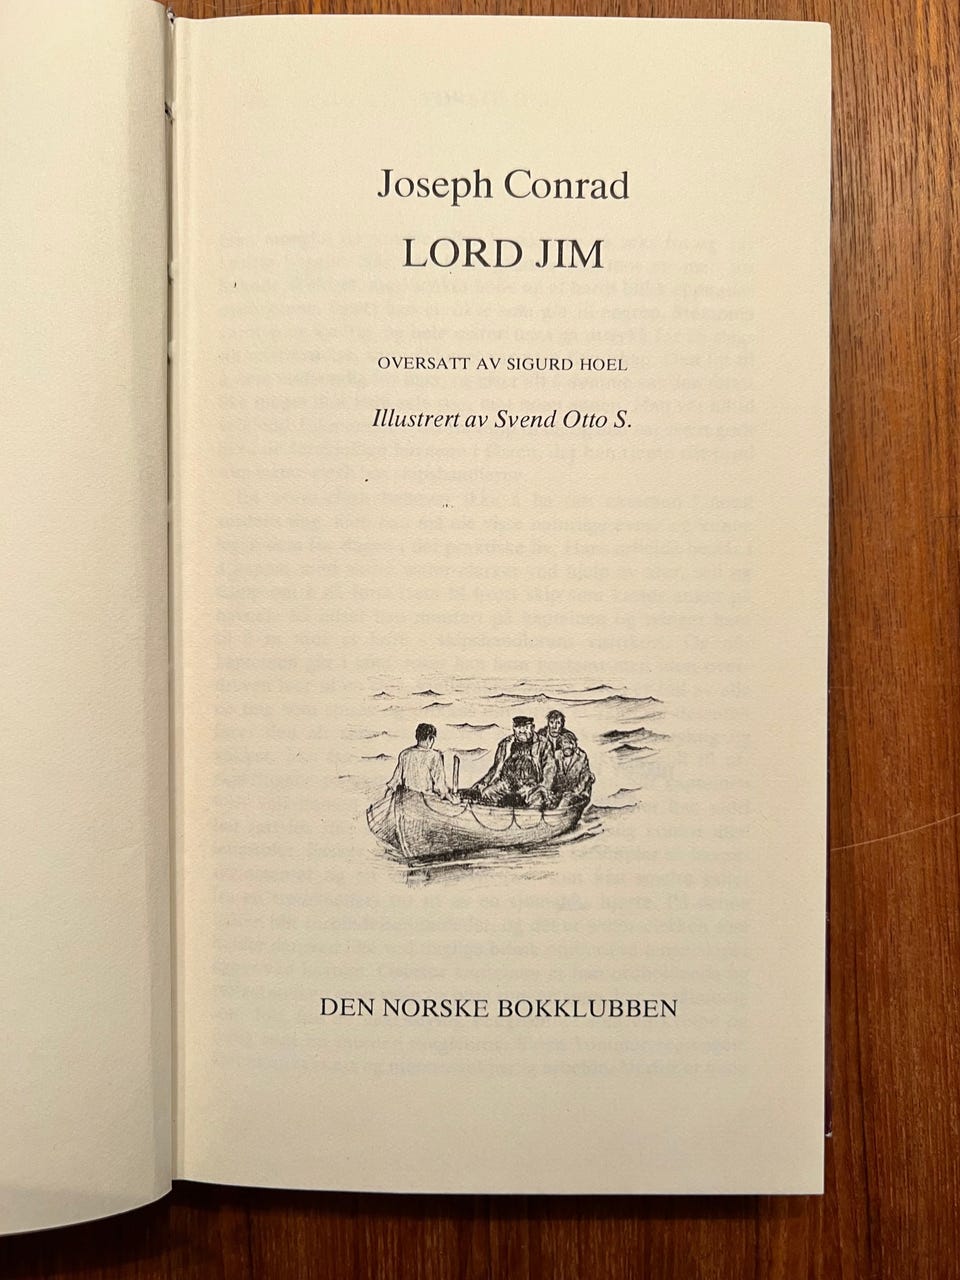 Joseph Conrad
LORD JIM
OVERSATT AV SIGURD HOEL
Illustrert av Svend Otto S.
DEN NORSKE BOKKLUBBEN